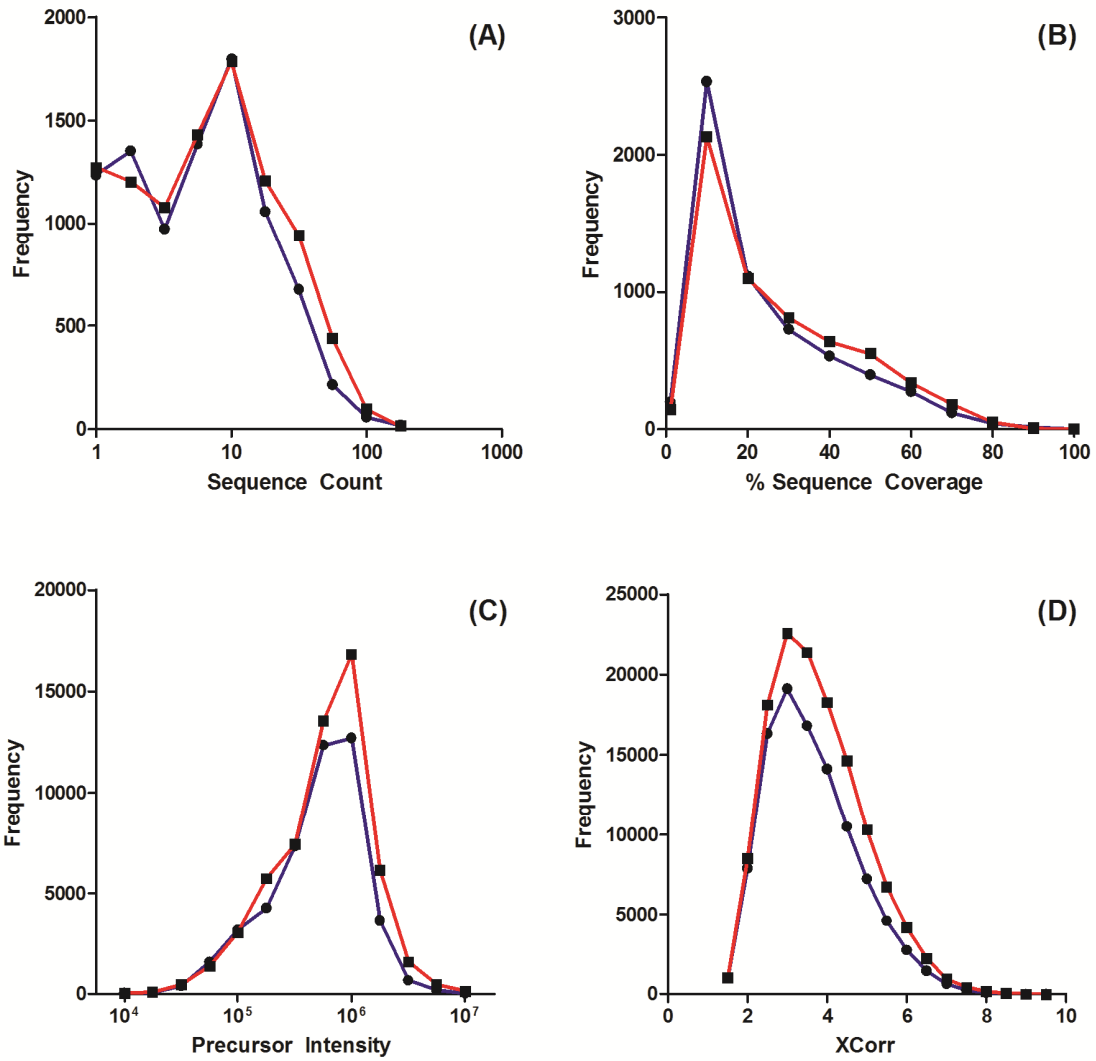 (A)
2000
1500
1000
500
0
Frequency
1 10 100 1000
Sequence Count
(B)
3000
2000
1000
0
Frequency
0 20 40 60 80 100
% Sequence Coverage
(C)
20000
15000
10000
5000
0
Frequency
10⁴ 10⁵ 10⁶ 10⁷
Precursor Intensity
(D)
25000
20000
15000
10000
5000
0
Frequency
0 2 4 6 8 10
XCorr